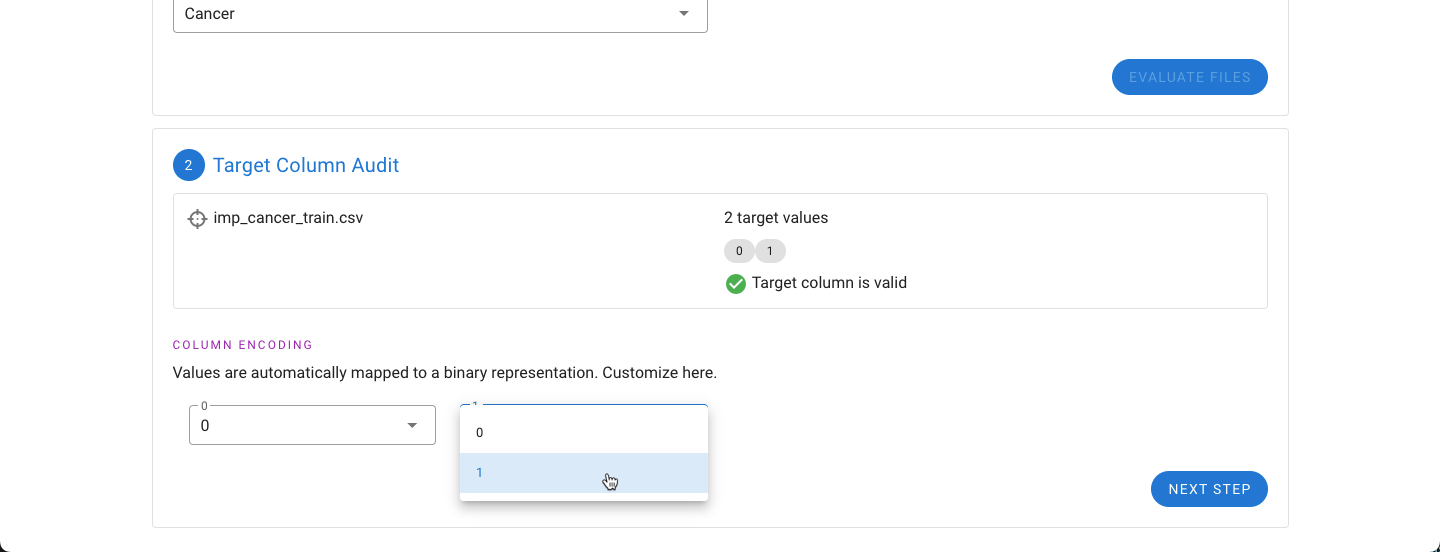 Cancer
EVALUATE FILES
2 Target Column Audit
imp_cancer_train.csv
2 target values
0 1
Target column is valid
COLUMN ENCODING
Values are automatically mapped to a binary representation. Customize here.
0
0
1
0
1
NEXT STEP